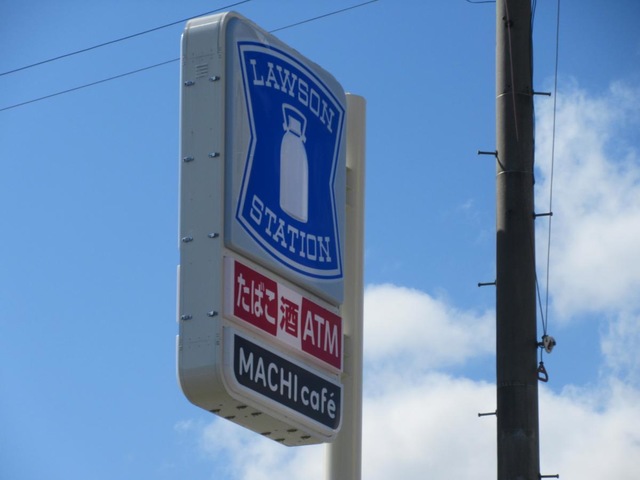 LAWSON
STATION
たばこ 酒 ATM
MACHI café